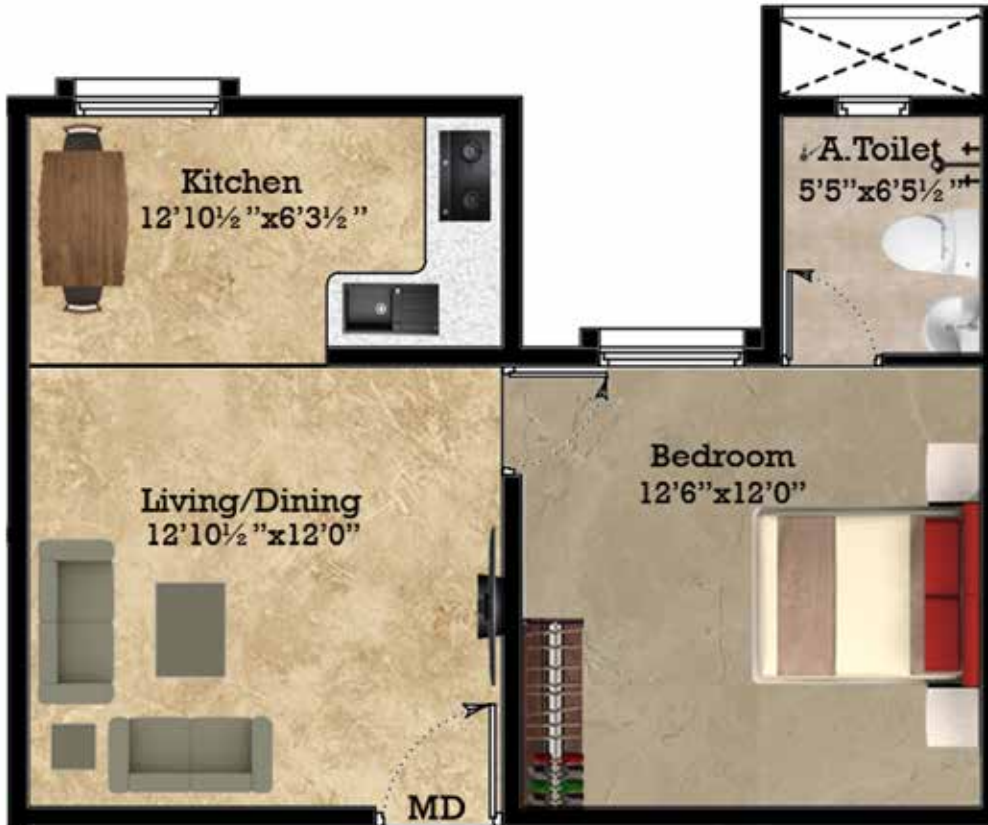 Kitchen
12’10½”x6’3½”
A.Toilet
5’5”x6’5½”
Living/Dining
12’10½”x12’0”
Bedroom
12’6”x12’0”
MD